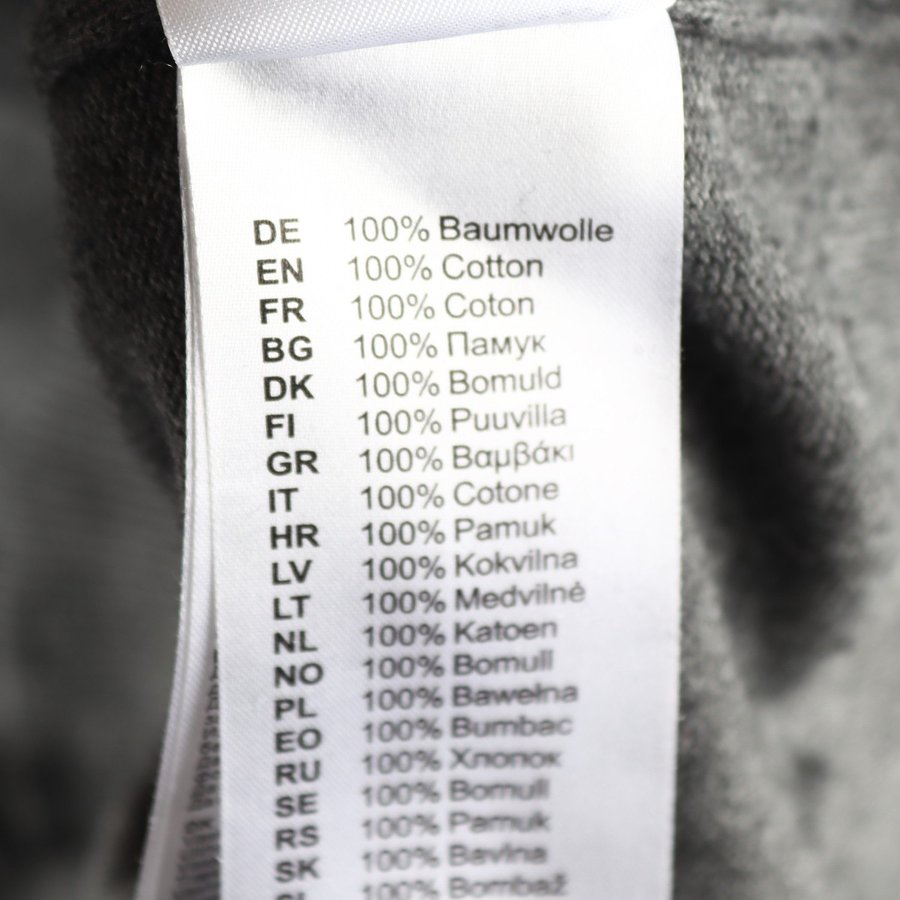 DE 100% Baumwolle
EN 100% Cotton
FR 100% Coton
BG 100% Памук
DK 100% Bomuld
FI 100% Puuvilla
GR 100% Βαμβάκι
IT 100% Cotone
HR 100% Pamuk
LV 100% Kokvilna
LT 100% Medvilnė
NL 100% Katoen
NO 100% Bomull
PL 100% Bawełna
EO 100% Bumbac
RU 100% Хлопок
SE 100% Bomull
RS 100% Pamuk
SK 100% Bavlna
100% Bombaž